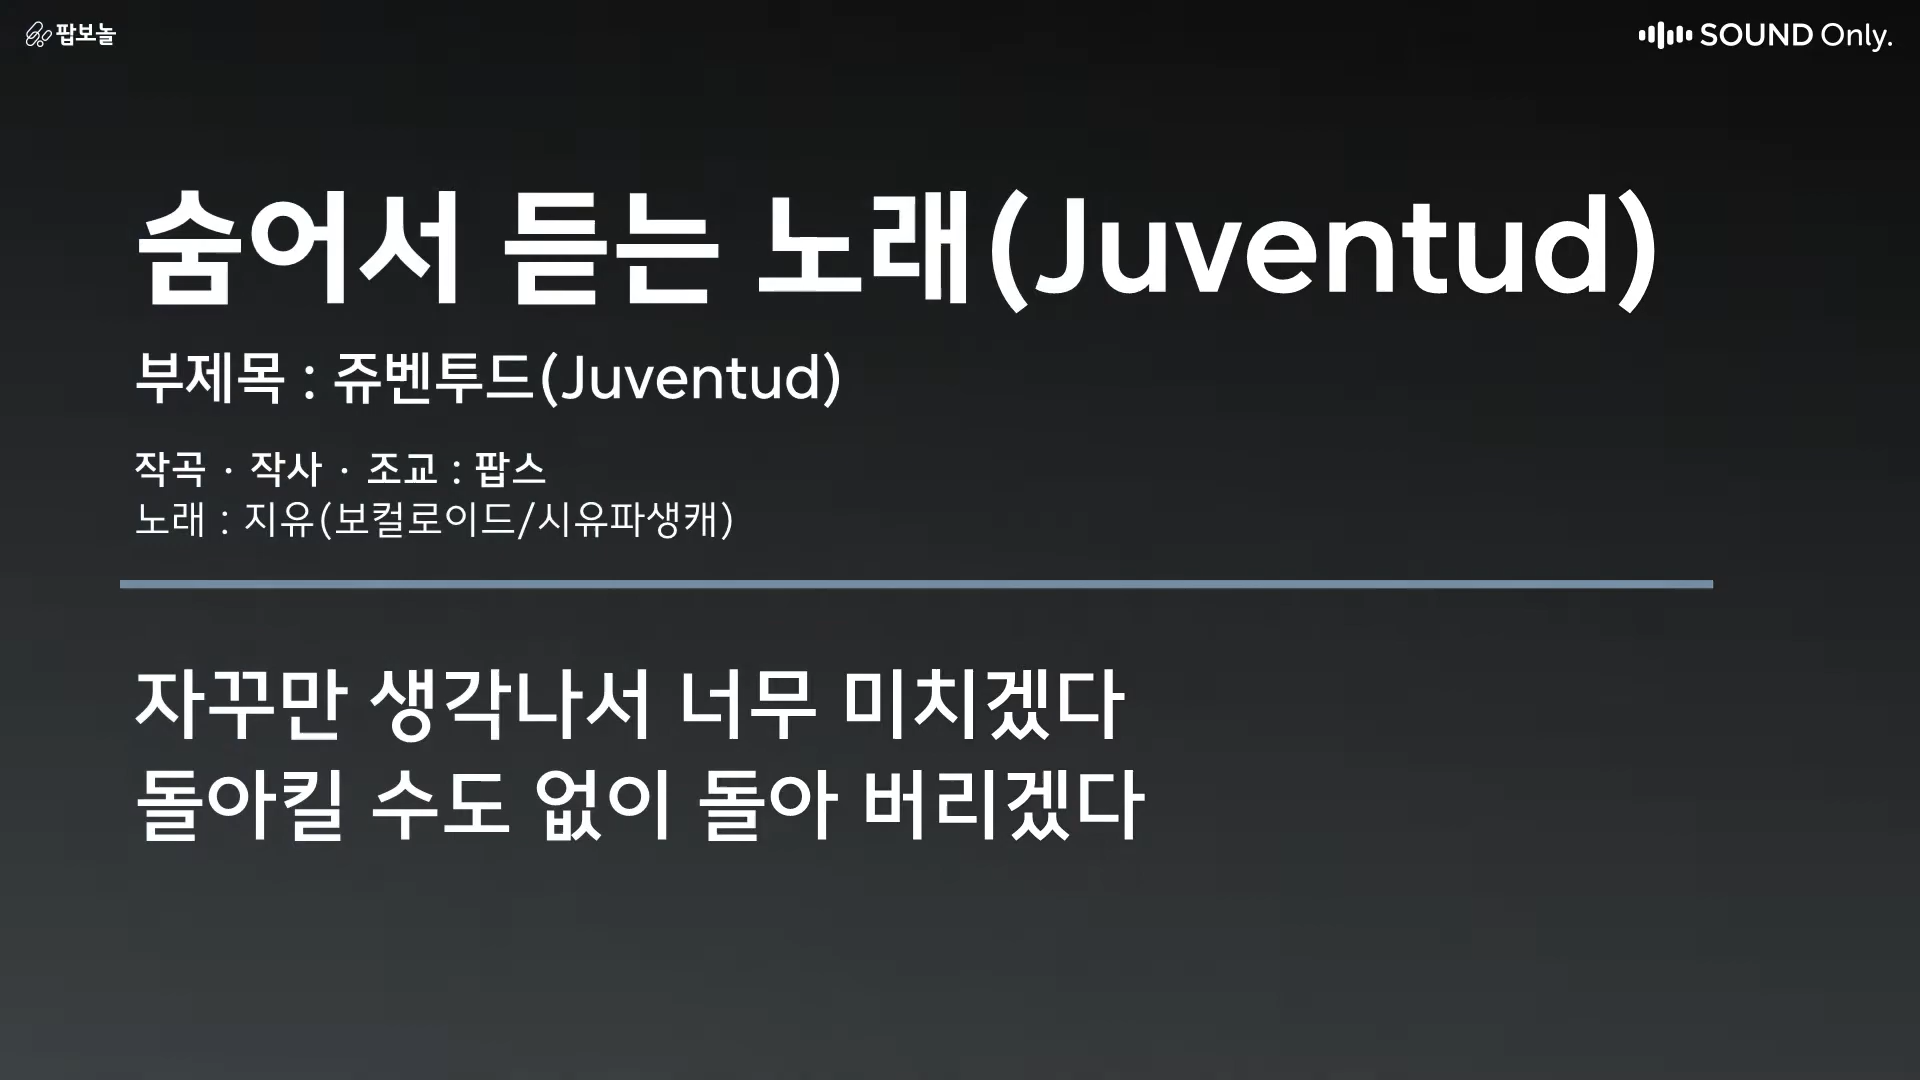 팝보놀
SOUND Only.
숨어서 듣는 노래(Juventud)
부제목 : 쥬벤투드(Juventud)
작곡 · 작사 · 조교 : 팝스
노래 : 지유(보컬로이드/시유파생캐)
자꾸만 생각나서 너무 미치겠다
돌아킬 수도 없이 돌아 버리겠다